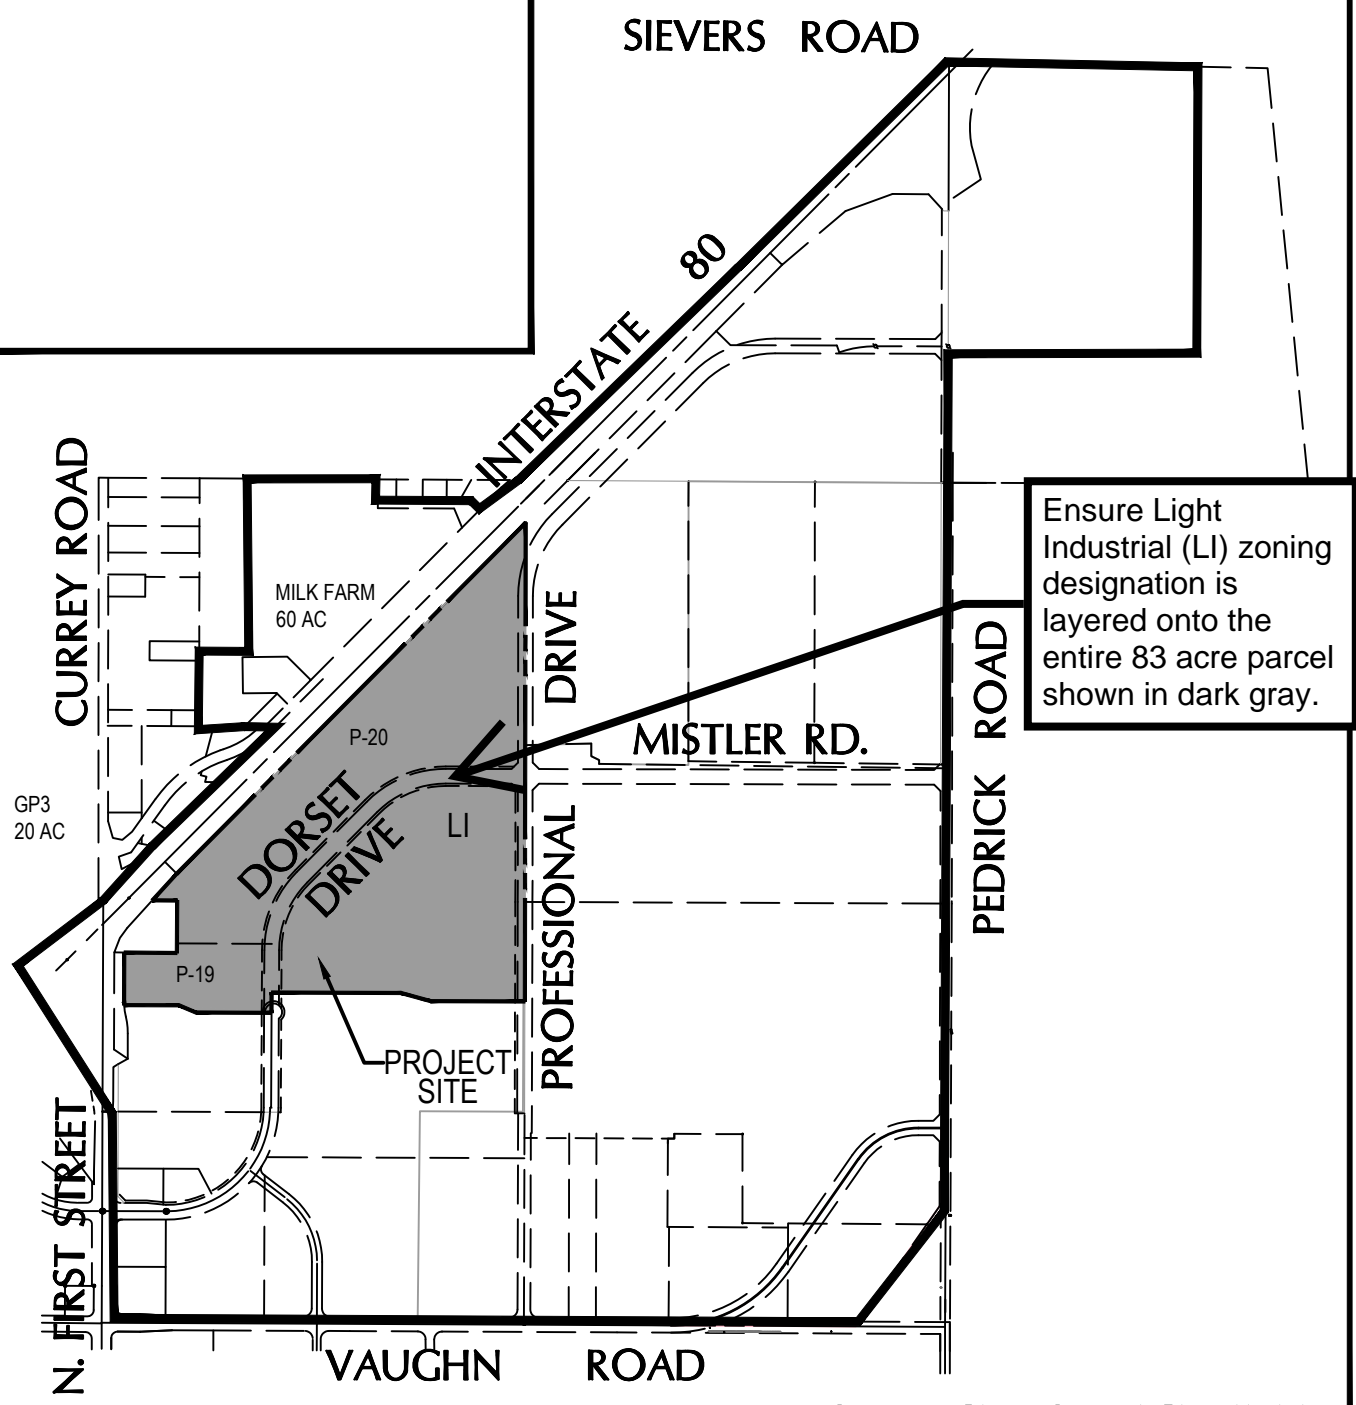 SIEVERS ROAD
INTERSTATE 80
CURREY ROAD
MILK FARM
60 AC
Ensure Light
Industrial (LI) zoning
designation is
layered onto the
entire 83 acre parcel
shown in dark gray.
DRIVE
PEDRICK ROAD
P-20
MISTLER RD.
GP3
20 AC
DORSET
DRIVE
LI
PROFESSIONAL
P-19
PROJECT
SITE
N. FIRST STREET
VAUGHN ROAD